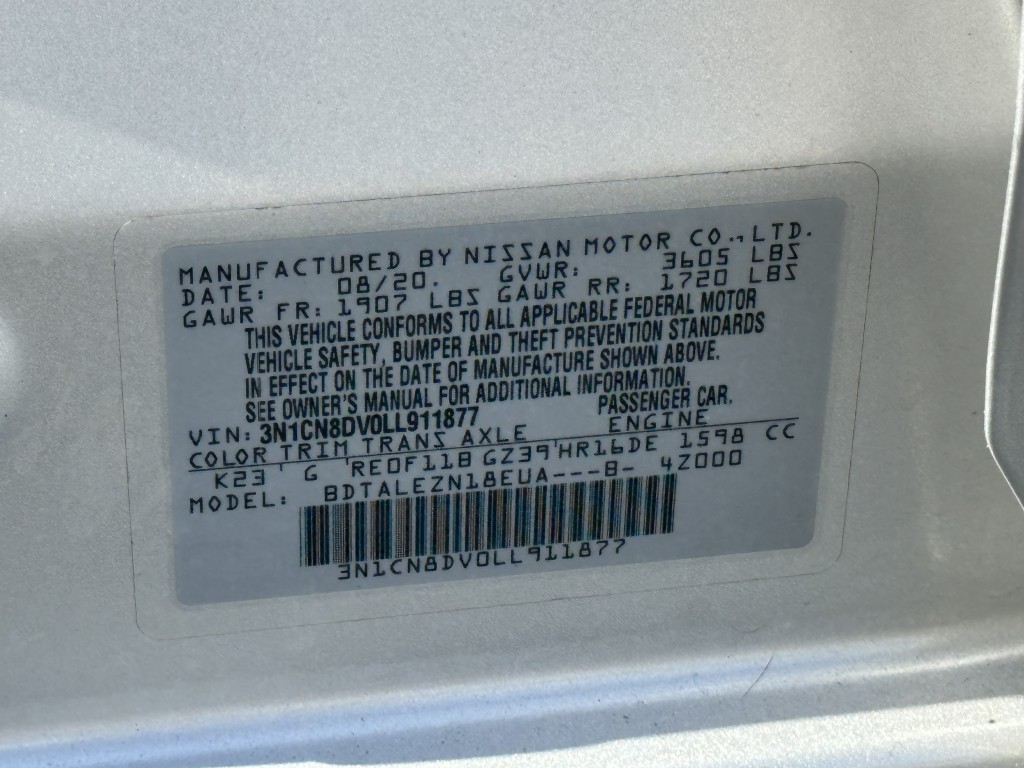 MANUFACTURED BY NISSAN MOTOR CO., LTD.
DATE: 08/20. GVWR: 3605 LBS
GAWR FR: 1907 LBS GAWR RR: 1720 LBS
THIS VEHICLE CONFORMS TO ALL APPLICABLE FEDERAL MOTOR
VEHICLE SAFETY, BUMPER AND THEFT PREVENTION STANDARDS
IN EFFECT ON THE DATE OF MANUFACTURE SHOWN ABOVE.
SEE OWNER'S MANUAL FOR ADDITIONAL INFORMATION.
VIN: 3N1CN8DV0LL911877 PASSENGER CAR.
COLOR TRIM TRANS AXLE ENGINE
K23 ' G 'RE0F11B GZ39'HR16DE 1598 CC
MODEL: BDTALEZN18EUA---B- 4Z000
3N1CN8DV0LL911877